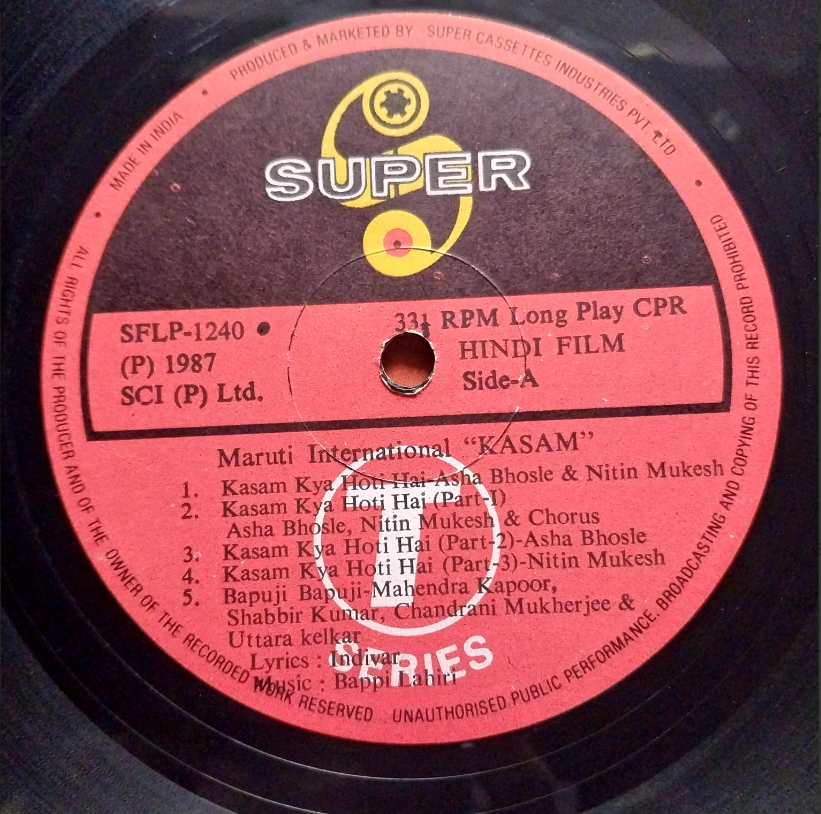 MADE IN INDIA • PRODUCED & MARKETED BY SUPER CASSETTES INDUSTRIES PVT. LTD. •
SUPER
SFLP-1240 •
(P) 1987
SCI (P) Ltd.
33⅓ RPM Long Play CPR
HINDI FILM
Side-A
Maruti International "KASAM"
1. Kasam Kya Hoti Hai-Asha Bhosle & Nitin Mukesh
2. Kasam Kya Hoti Hai (Part-I)
Asha Bhosle, Nitin Mukesh & Chorus
3. Kasam Kya Hoti Hai (Part-2)-Asha Bhosle
4. Kasam Kya Hoti Hai (Part-3)-Nitin Mukesh
5. Bapuji Bapuji-Mahendra Kapoor,
Shabbir Kumar, Chandrani Mukherjee &
Uttara kelkar
Lyrics : Indivar
Music : Bappi Lahiri
T
SERIES
ALL RIGHTS OF THE PRODUCER AND OF THE OWNER OF THE RECORDED WORK RESERVED UNAUTHORISED PUBLIC PERFORMANCE, BROADCASTING AND COPYING OF THIS RECORD PROHIBITED